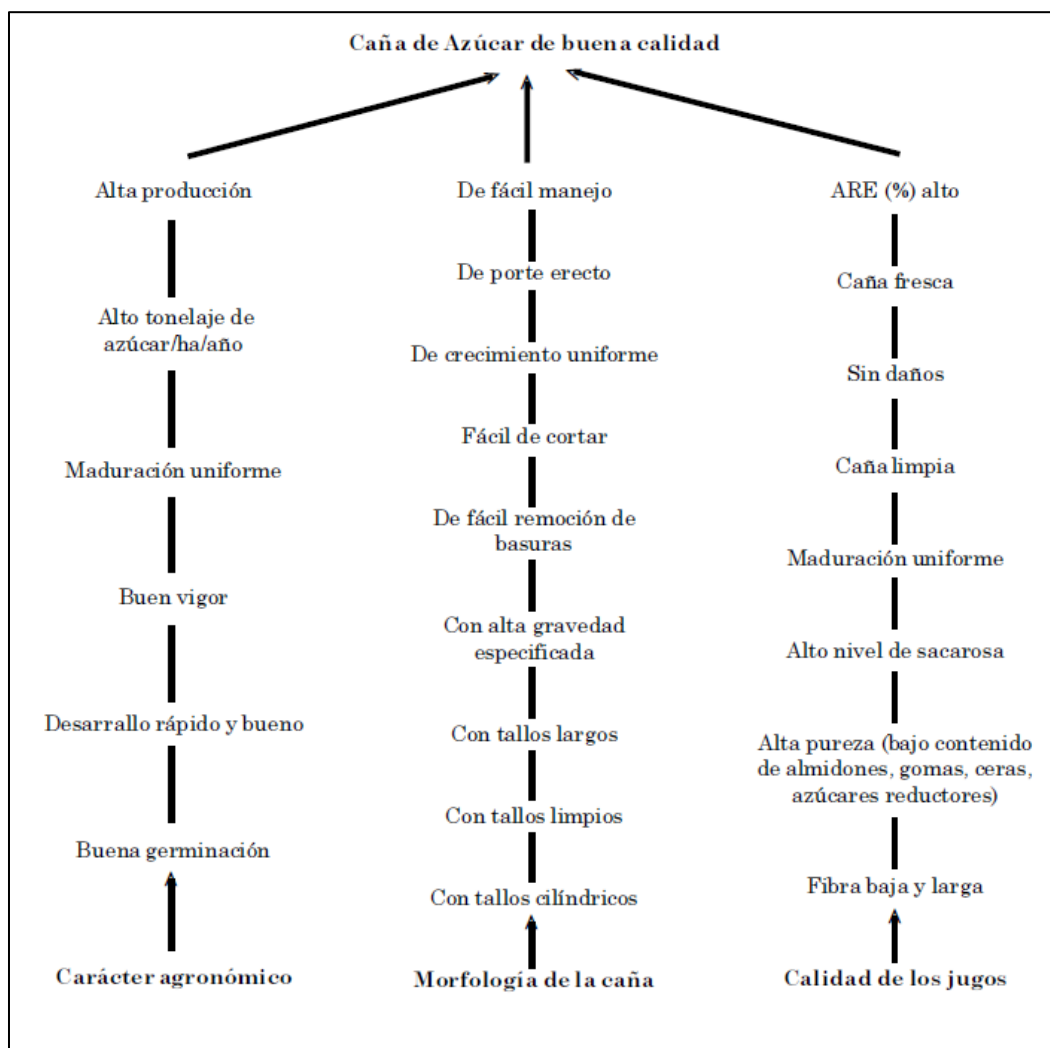 Caña de Azúcar de buena calidad
Alta producción
Alto tonelaje de
azúcar/ha/año
Maduración uniforme
Buen vigor
Desarrallo rápido y bueno
Buena germinación
Carácter agronómico
De fácil manejo
De porte erecto
De crecimiento uniforme
Fácil de cortar
De fácil remoción de
basuras
Con alta gravedad
especificada
Con tallos largos
Con tallos limpios
Con tallos cilíndricos
Morfología de la caña
ARE (%) alto
Caña fresca
Sin daños
Caña limpia
Maduración uniforme
Alto nivel de sacarosa
Alta pureza (bajo contenido
de almidones, gomas, ceras,
azúcares reductores)
Fibra baja y larga
Calidad de los jugos